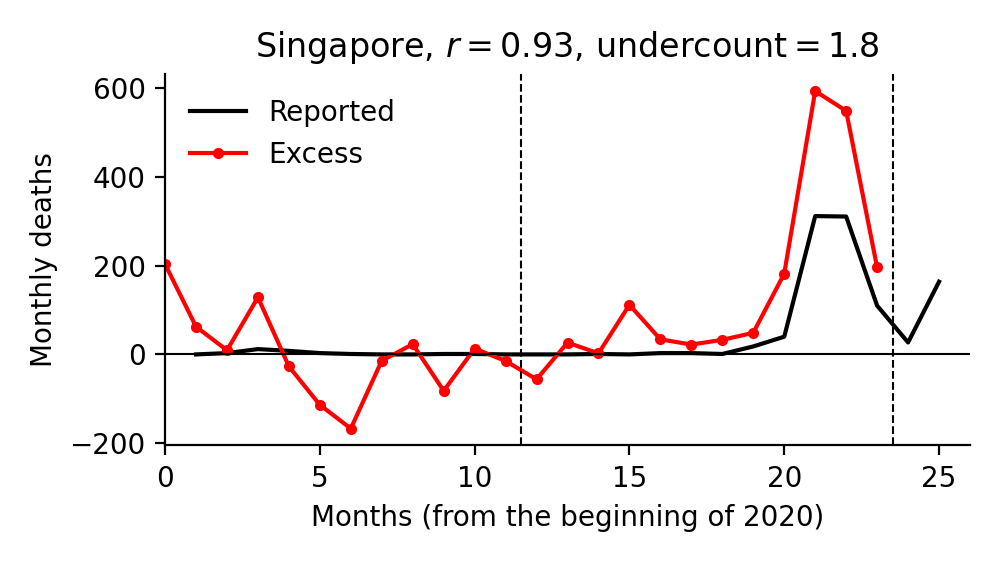 Singapore, r = 0.93, undercount = 1.8
Reported
Excess
Monthly deaths
600
400
200
0
−200
0 5 10 15 20 25
Months (from the beginning of 2020)